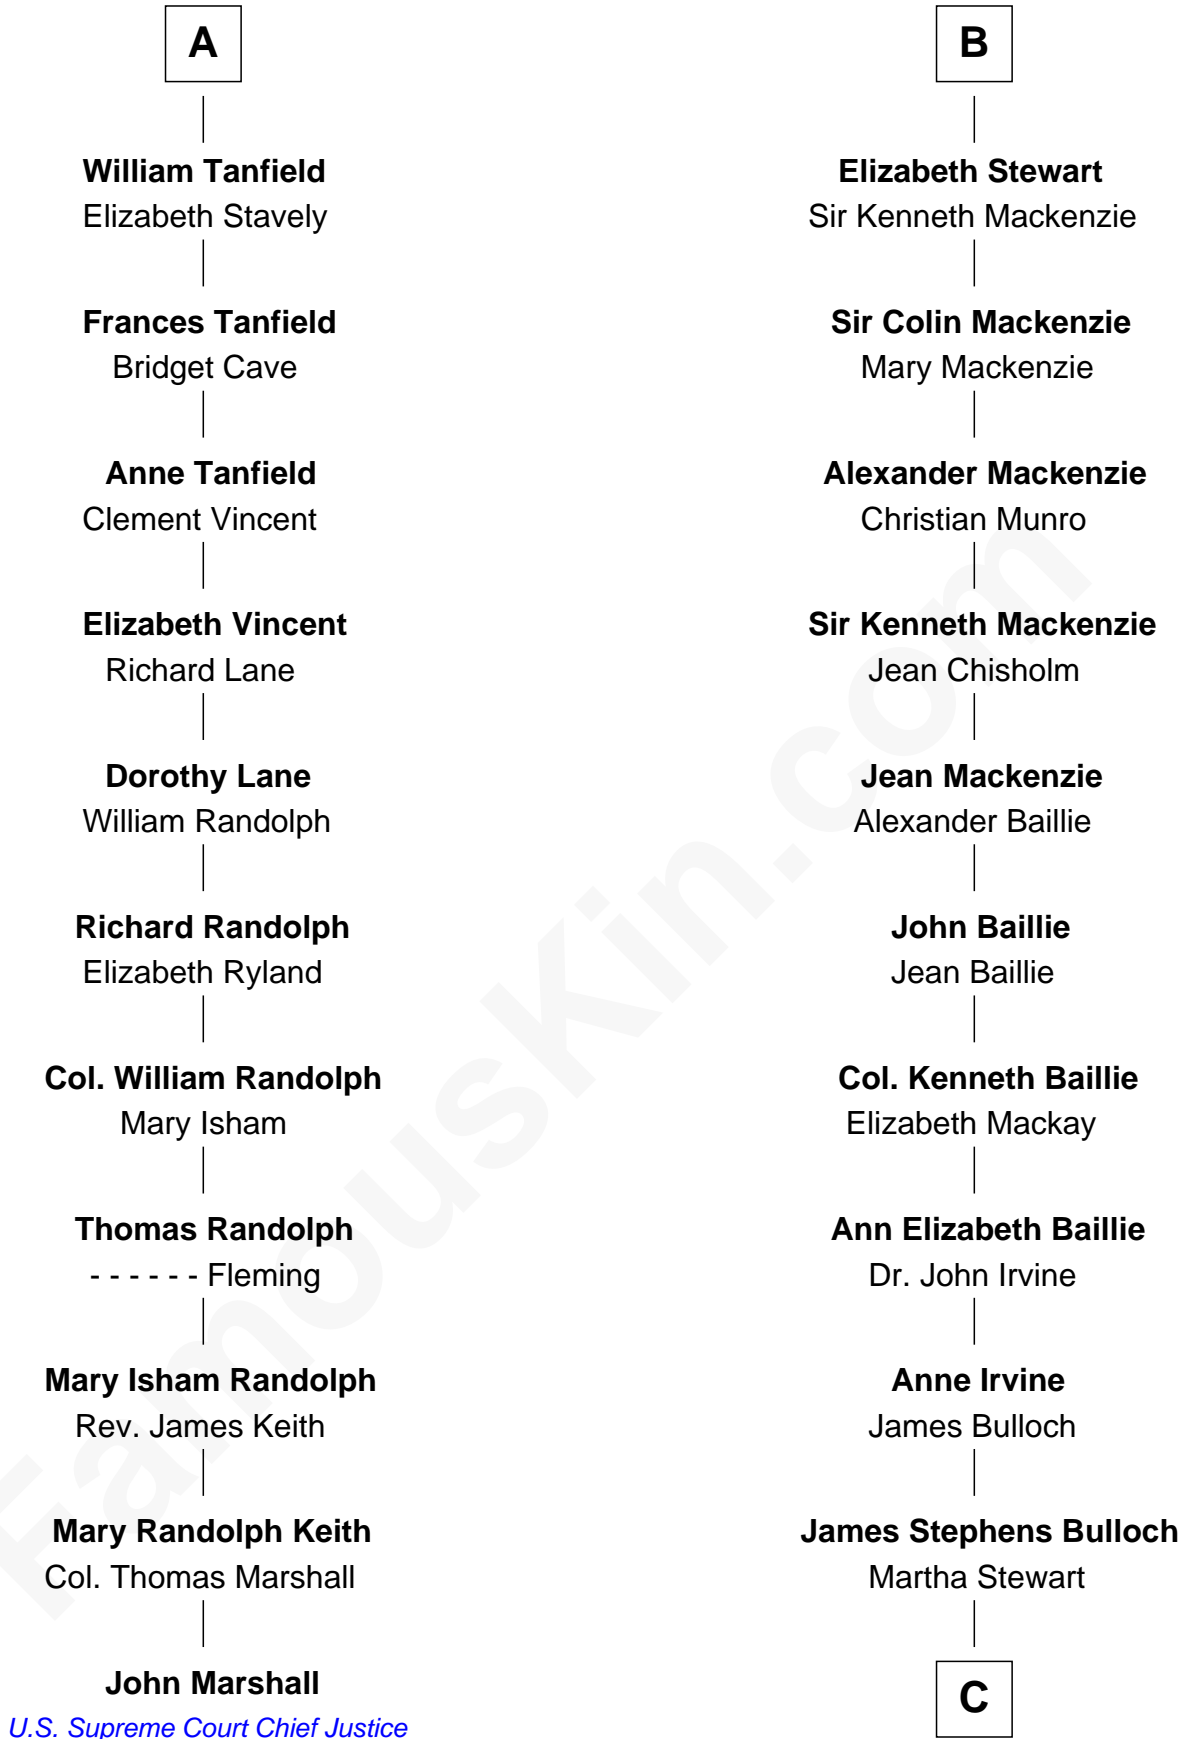 A
William Tanfield
Elizabeth Stavely
Frances Tanfield
Bridget Cave
Anne Tanfield
Clement Vincent
Elizabeth Vincent
Richard Lane
Dorothy Lane
William Randolph
Richard Randolph
Elizabeth Ryland
Col. William Randolph
Mary Isham
Thomas Randolph
- - - - - - Fleming
Mary Isham Randolph
Rev. James Keith
Mary Randolph Keith
Col. Thomas Marshall
John Marshall
U.S. Supreme Court Chief Justice
B
Elizabeth Stewart
Sir Kenneth Mackenzie
Sir Colin Mackenzie
Mary Mackenzie
Alexander Mackenzie
Christian Munro
Sir Kenneth Mackenzie
Jean Chisholm
Jean Mackenzie
Alexander Baillie
John Baillie
Jean Baillie
Col. Kenneth Baillie
Elizabeth Mackay
Ann Elizabeth Baillie
Dr. John Irvine
Anne Irvine
James Bulloch
James Stephens Bulloch
Martha Stewart
C
FamousKin.com